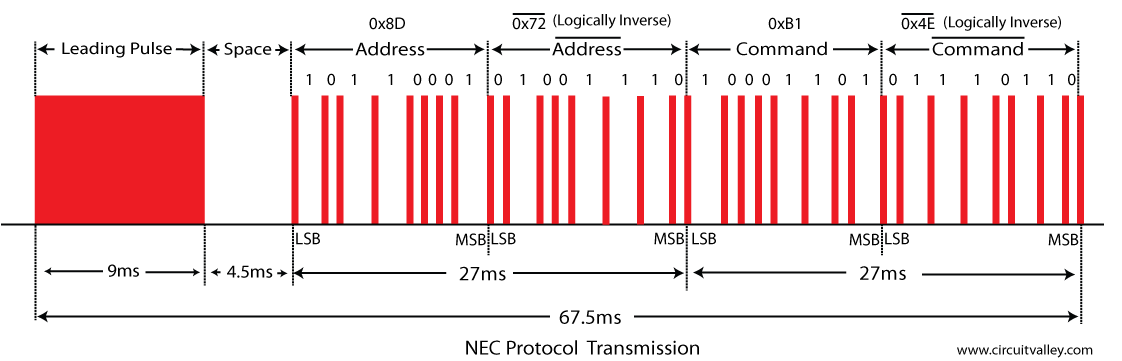 0x8D 0x72 (Logically Inverse) 0xB1 0x4E (Logically Inverse)
Leading Pulse Space Address Address Command Command
1 0 1 1 0 0 0 1 0 1 0 0 1 1 1 0 1 0 0 0 1 1 0 1 0 1 1 1 0 0 1 0
LSB MSB LSB MSB LSB MSB LSB MSB
9ms 4.5ms 27ms 27ms
67.5ms
NEC Protocol Transmission
www.circuitvalley.com